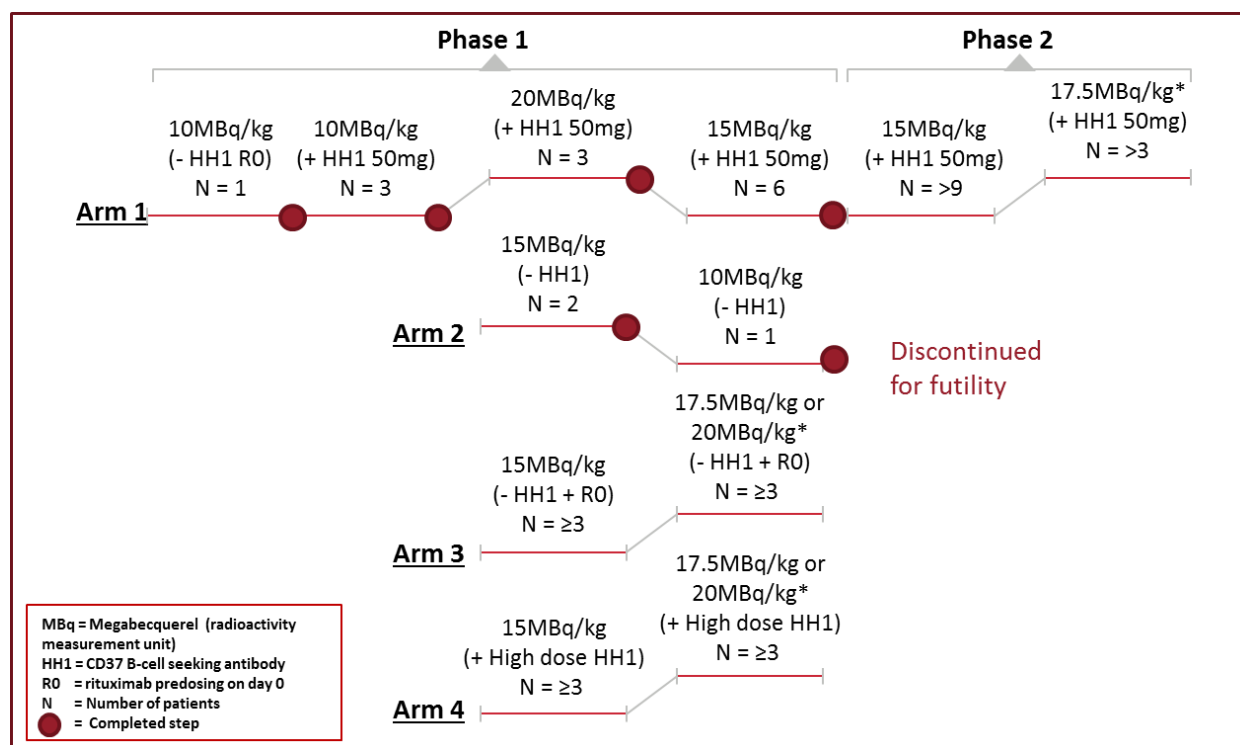 Phase 1
Phase 2
10MBq/kg
(- HH1 R0)
N = 1
10MBq/kg
(+ HH1 50mg)
N = 3
20MBq/kg
(+ HH1 50mg)
N = 3
15MBq/kg
(+ HH1 50mg)
N = 6
15MBq/kg
(+ HH1 50mg)
N = >9
17.5MBq/kg*
(+ HH1 50mg)
N = >3
Arm 1
15MBq/kg
(- HH1)
N = 2
10MBq/kg
(- HH1)
N = 1
Arm 2
Discontinued
for futility
15MBq/kg
(- HH1 + R0)
N = ≥3
17.5MBq/kg or
20MBq/kg*
(- HH1 + R0)
N = ≥3
Arm 3
15MBq/kg
(+ High dose HH1)
N = ≥3
17.5MBq/kg or
20MBq/kg*
(+ High dose HH1)
N = ≥3
Arm 4
MBq = Megabecquerel (radioactivity
measurement unit)
HH1 = CD37 B-cell seeking antibody
R0 = rituximab predosing on day 0
N = Number of patients
= Completed step